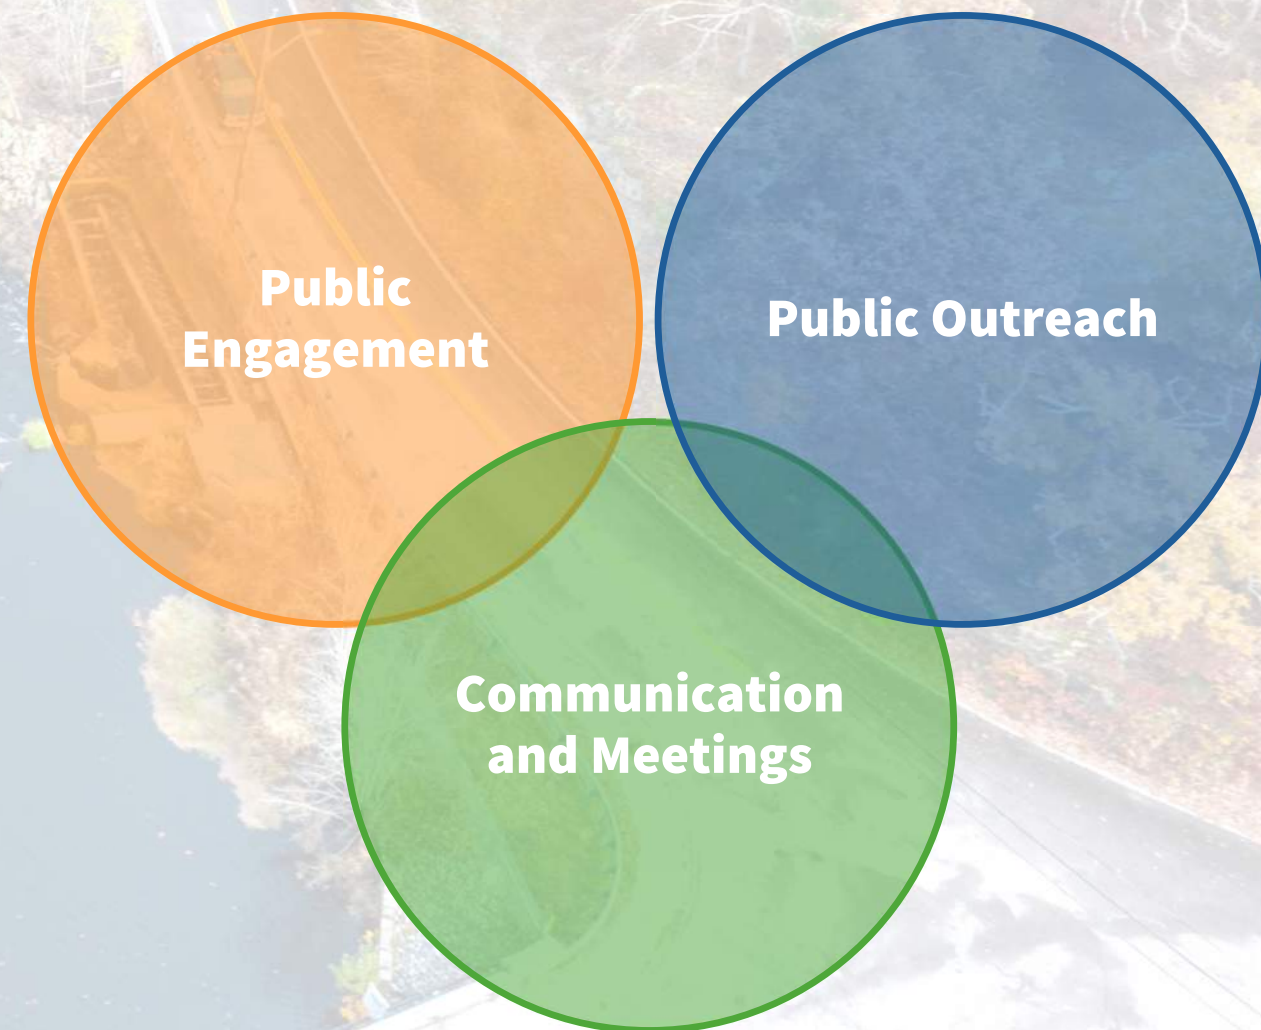 Public
Engagement
Public Outreach
Communication
and Meetings